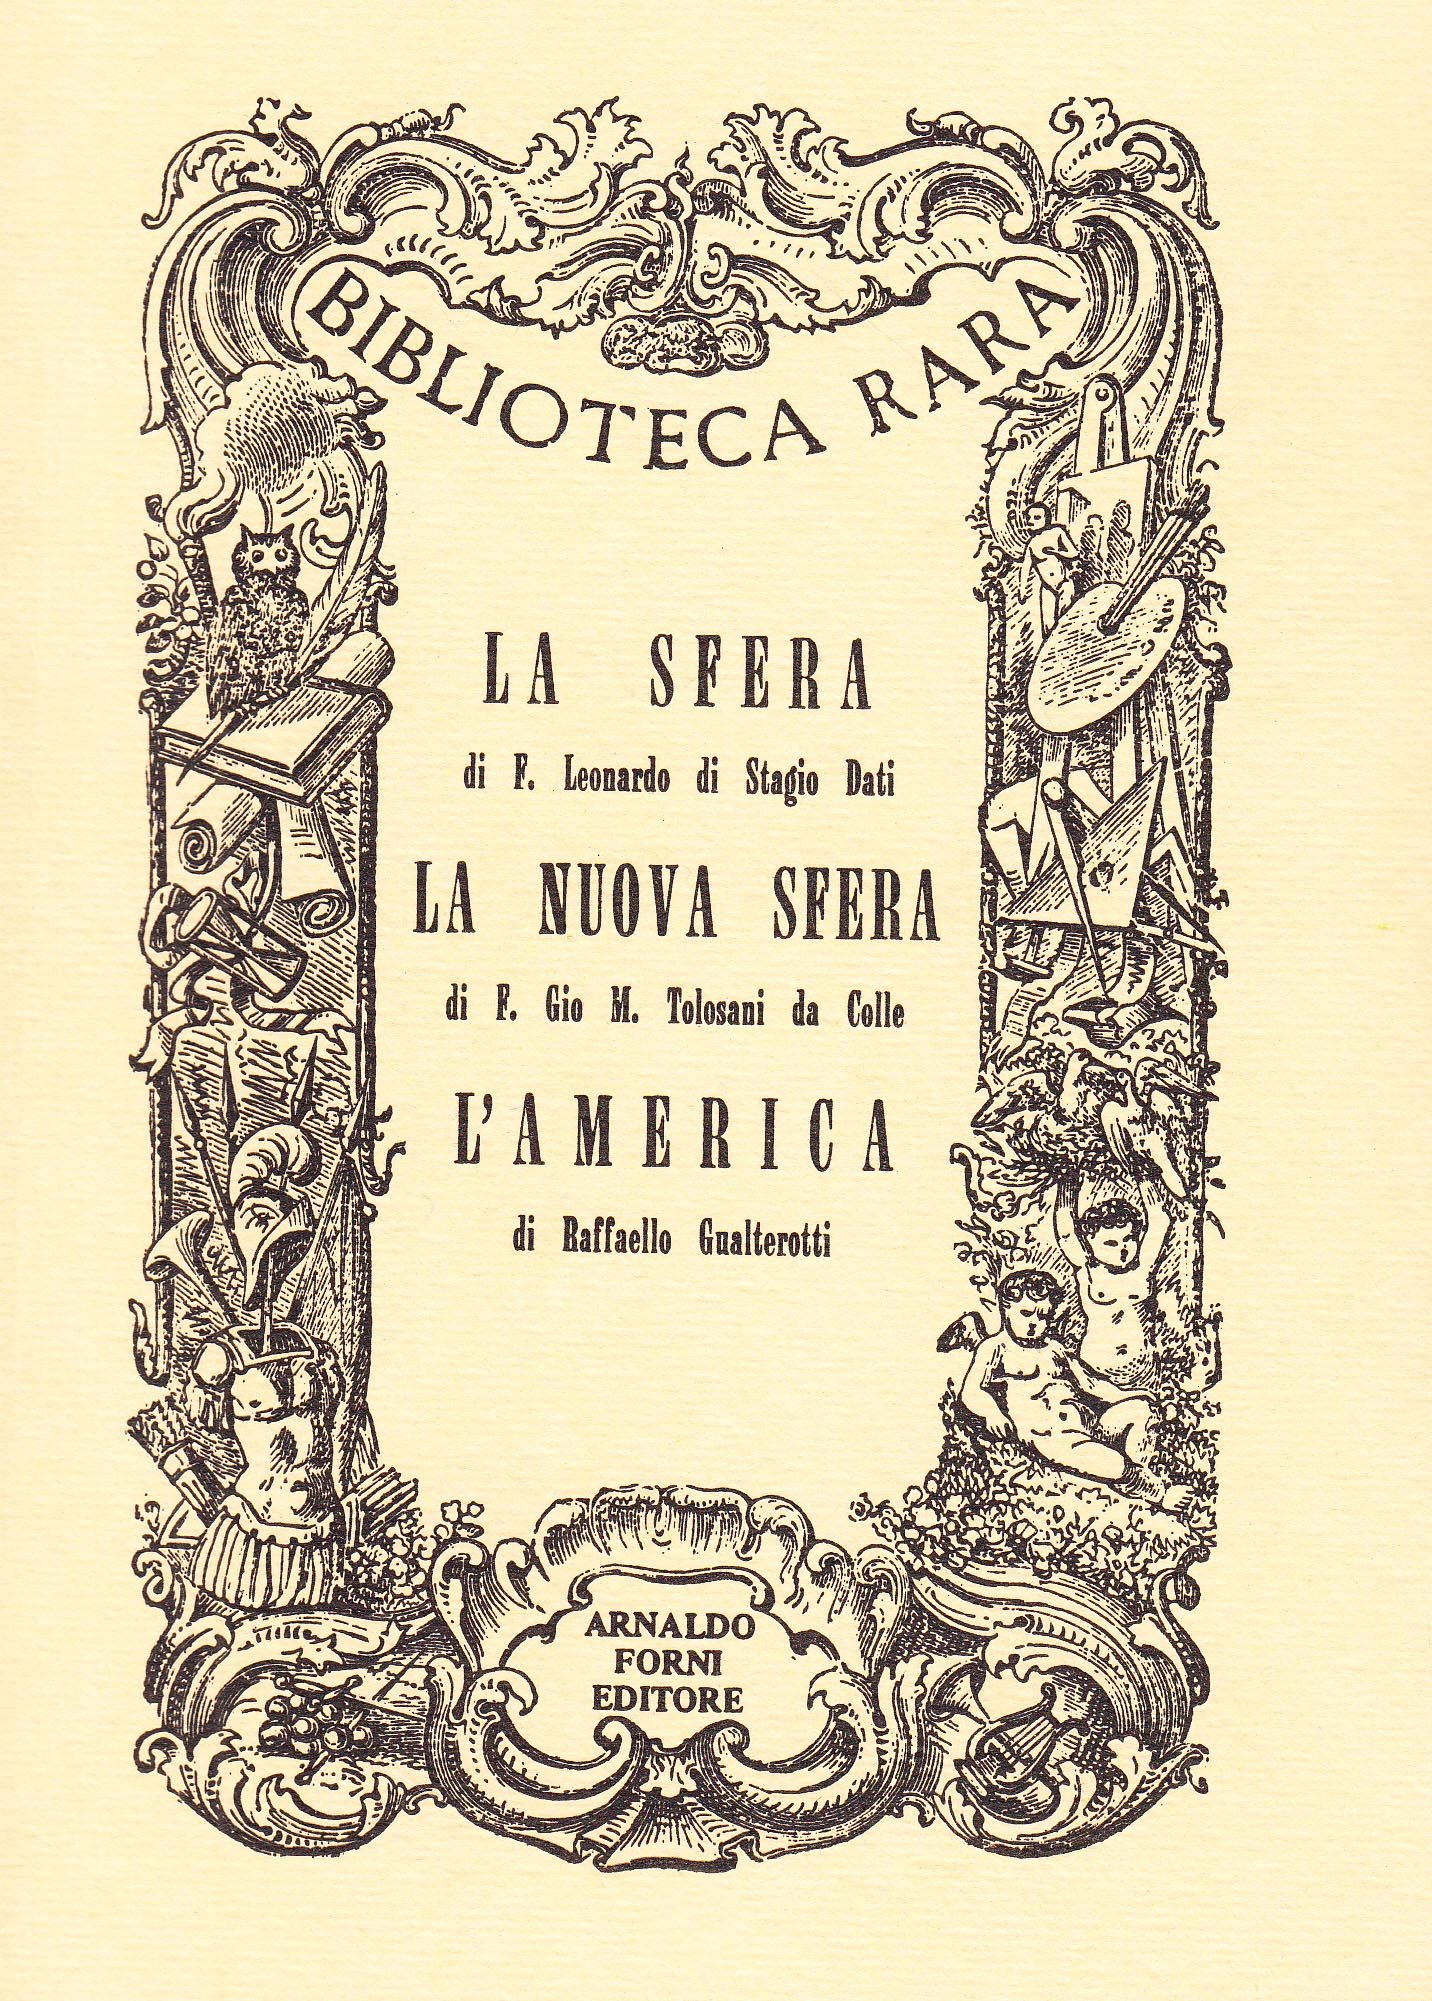 BIBLIOTECA RARA
LA SFERA
di F. Leonardo di Stagio Dati
LA NUOVA SFERA
di F. Gio M. Tolosani da Colle
L'AMERICA
di Raffaello Gualterotti
ARNALDO
FORNI
EDITORE